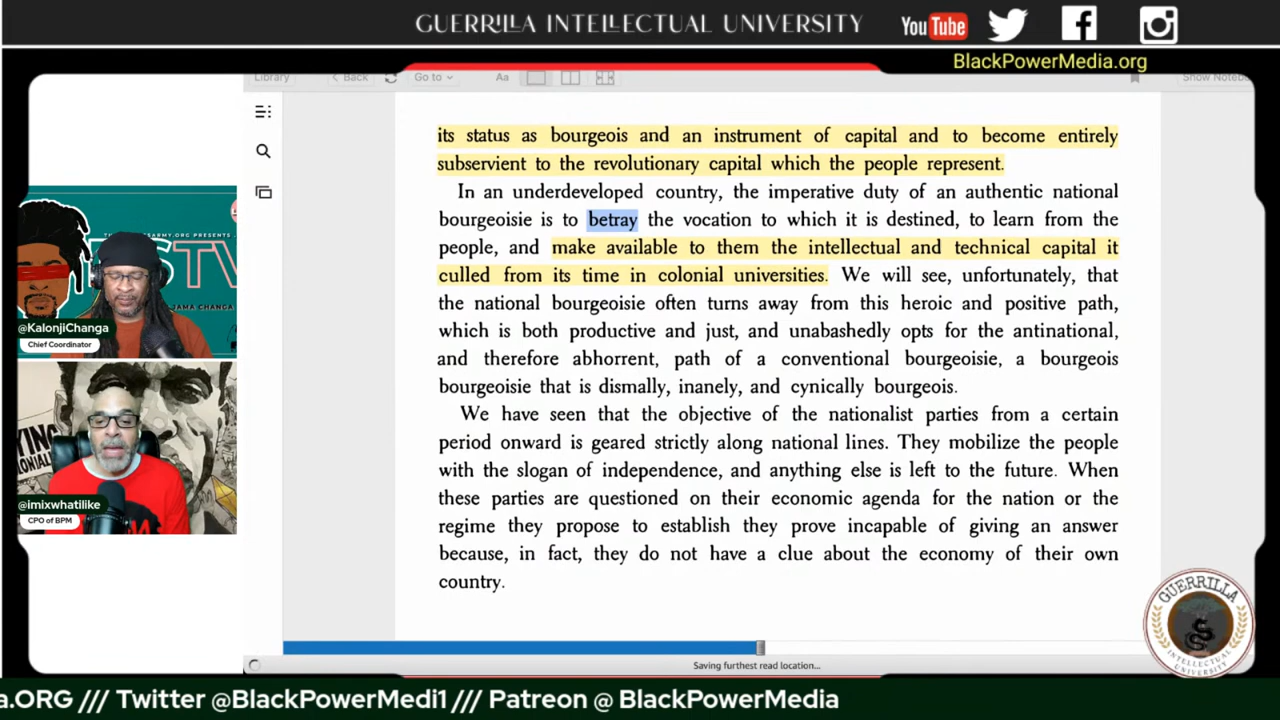 GUERRILLA INTELLECTUAL UNIVERSITY
YouTube
BlackPowerMedia.org
Library
Back
Go to
Aa
its status as bourgeois and an instrument of capital and to become entirely
subservient to the revolutionary capital which the people represent.
In an underdeveloped country, the imperative duty of an authentic national
bourgeoisie is to betray the vocation to which it is destined, to learn from the
people, and make available to them the intellectual and technical capital it
culled from its time in colonial universities. We will see, unfortunately, that
the national bourgeoisie often turns away from this heroic and positive path,
which is both productive and just, and unabashedly opts for the antinational,
and therefore abhorrent, path of a conventional bourgeoisie, a bourgeois
bourgeoisie that is dismally, inanely, and cynically bourgeois.
We have seen that the objective of the nationalist parties from a certain
period onward is geared strictly along national lines. They mobilize the people
with the slogan of independence, and anything else is left to the future. When
these parties are questioned on their economic agenda for the nation or the
regime they propose to establish they prove incapable of giving an answer
because, in fact, they do not have a clue about the economy of their own
country.
Saving furthest read location...
JAMA CHANGA
@KalonjiChanga
Chief Coordinator
@imixwhatilike
CPO of BPM
GUERRILLA
INTELLECTUAL
UNIVERSITY
a.ORG /// Twitter @BlackPowerMedi1 /// Patreon @ BlackPowerMedia